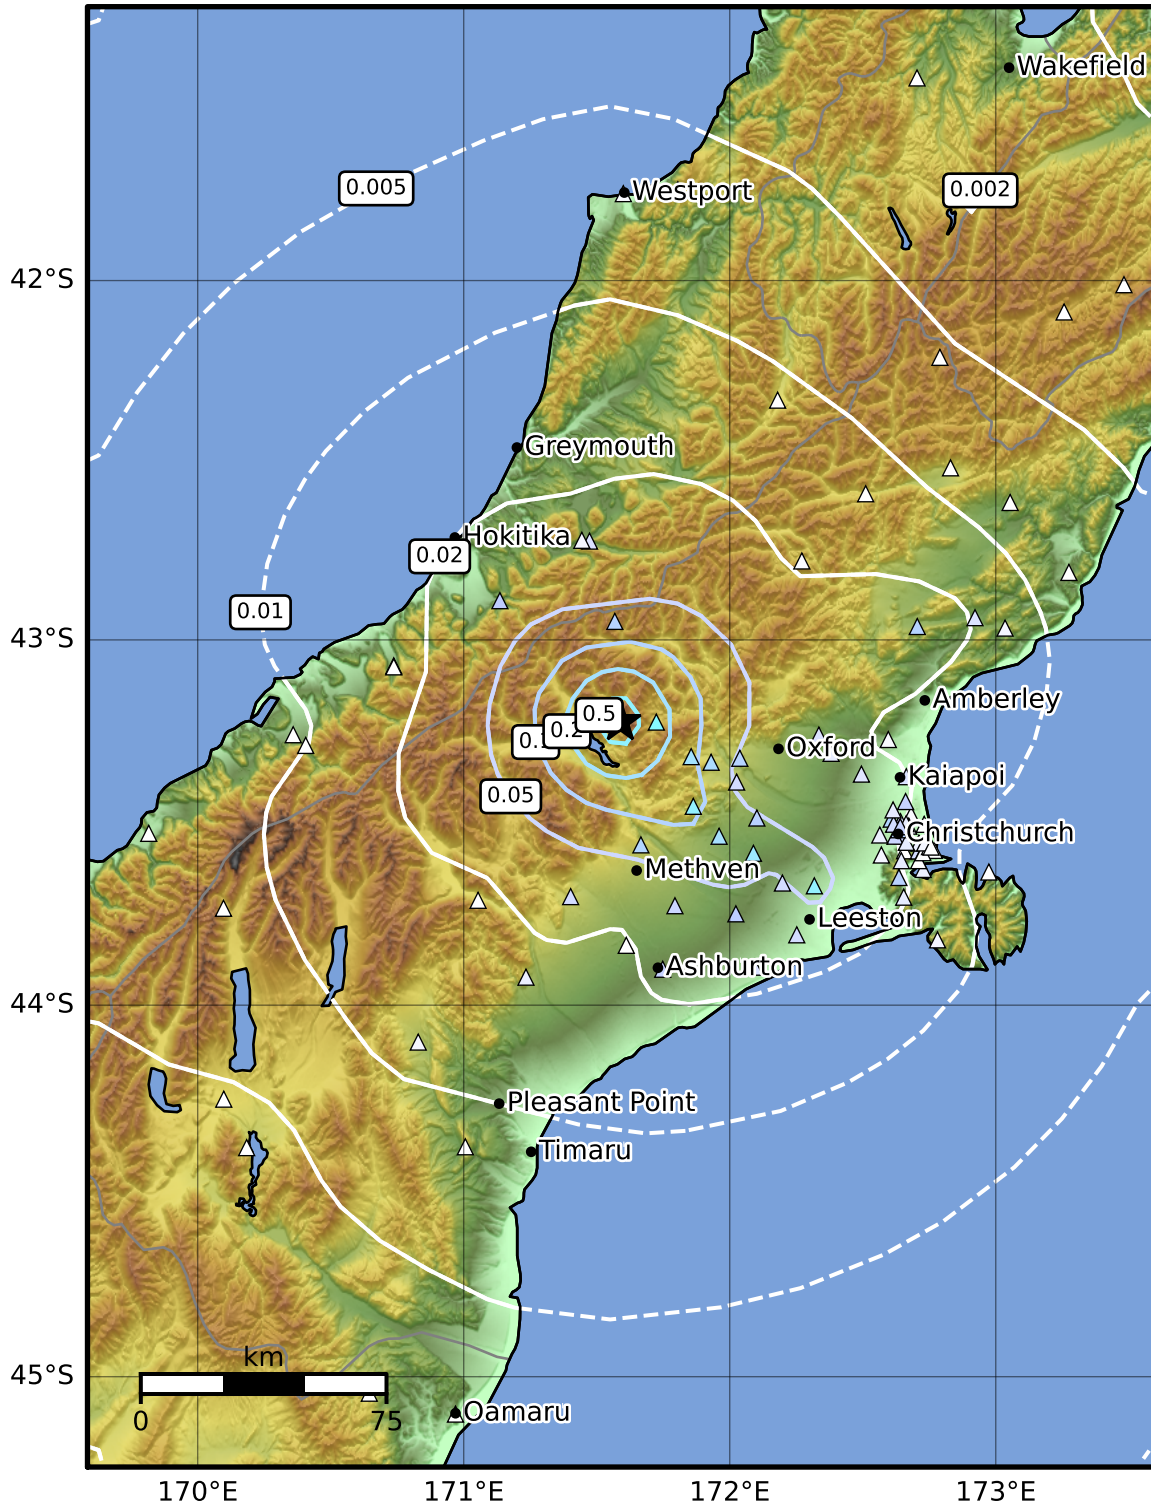 Wakefield
0.005
0.002
Westport
42°S
Greymouth
Hokitika
0.02
0.01
43°S
Amberley
0.5
0.2
Oxford
Kaiapoi
0.05
Christchurch
Methven
Leeston
Ashburton
44°S
Pleasant Point
Timaru
km
45°S
0
75
Oamaru
170°E
171°E
172°E
173°E